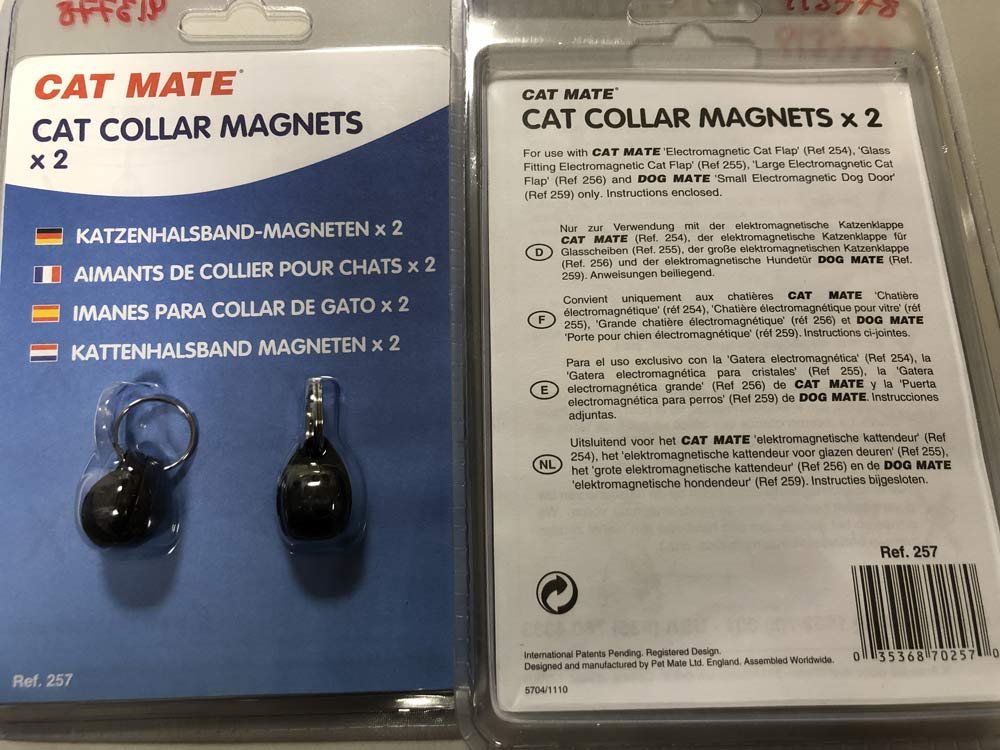 CAT MATE®
CAT COLLAR MAGNETS
x 2
KATZENHALSBAND-MAGNETEN x 2
AIMANTS DE COLLIER POUR CHATS x 2
IMANES PARA COLLAR DE GATO x 2
KATTENHALSBAND MAGNETEN x 2
Ref. 257
CAT MATE®
CAT COLLAR MAGNETS x 2
For use with CAT MATE 'Electromagnetic Cat Flap' (Ref 254), 'Glass
Fitting Electromagnetic Cat Flap' (Ref 255), 'Large Electromagnetic Cat
Flap' (Ref 256) and DOG MATE 'Small Electromagnetic Dog Door'
(Ref 259) only. Instructions enclosed.
D
Nur zur Verwendung mit der elektromagnetische Katzenklappe
CAT MATE (Ref. 254), der elektromagnetische Katzenklappe für
Glasscheiben (Ref. 255), der große elektromagnetischen Katzenklappe
(Ref. 256) und der elektromagnetische Hundetür DOG MATE (Ref.
259). Anweisungen beiliegend.
F
Convient uniquement aux chatières CAT MATE 'Chatière
électromagnétique' (réf 254), 'Chatière électromagnétique pour vitre' (réf
255), 'Grande chatière électromagnétique' (réf 256) et DOG MATE
'Porte pour chien électromagnétique' (réf 259). Instructions ci-jointes.
E
Para el uso exclusivo con la 'Gatera electromagnética' (Ref 254), la
'Gatera electromagnética para cristales' (Ref 255), la 'Gatera
electromagnética grande' (Ref 256) de CAT MATE y la 'Puerta
electromagnética para perros' (Ref 259) de DOG MATE. Instrucciones
adjuntas.
NL
Uitsluitend voor het CAT MATE 'elektromagnetische kattendeur' (Ref
254), het 'elektromagnetische kattendeur voor glazen deuren' (Ref 255),
het 'grote elektromagnetische kattendeur' (Ref 256) en de DOG MATE
'elektromagnetische hondendeur' (Ref 259). Instructies bijgesloten.
Ref. 257
International Patents Pending. Registered Design.
Designed and manufactured by Pet Mate Ltd. England. Assembled Worldwide.
5704/1110
0 35368 70257 0